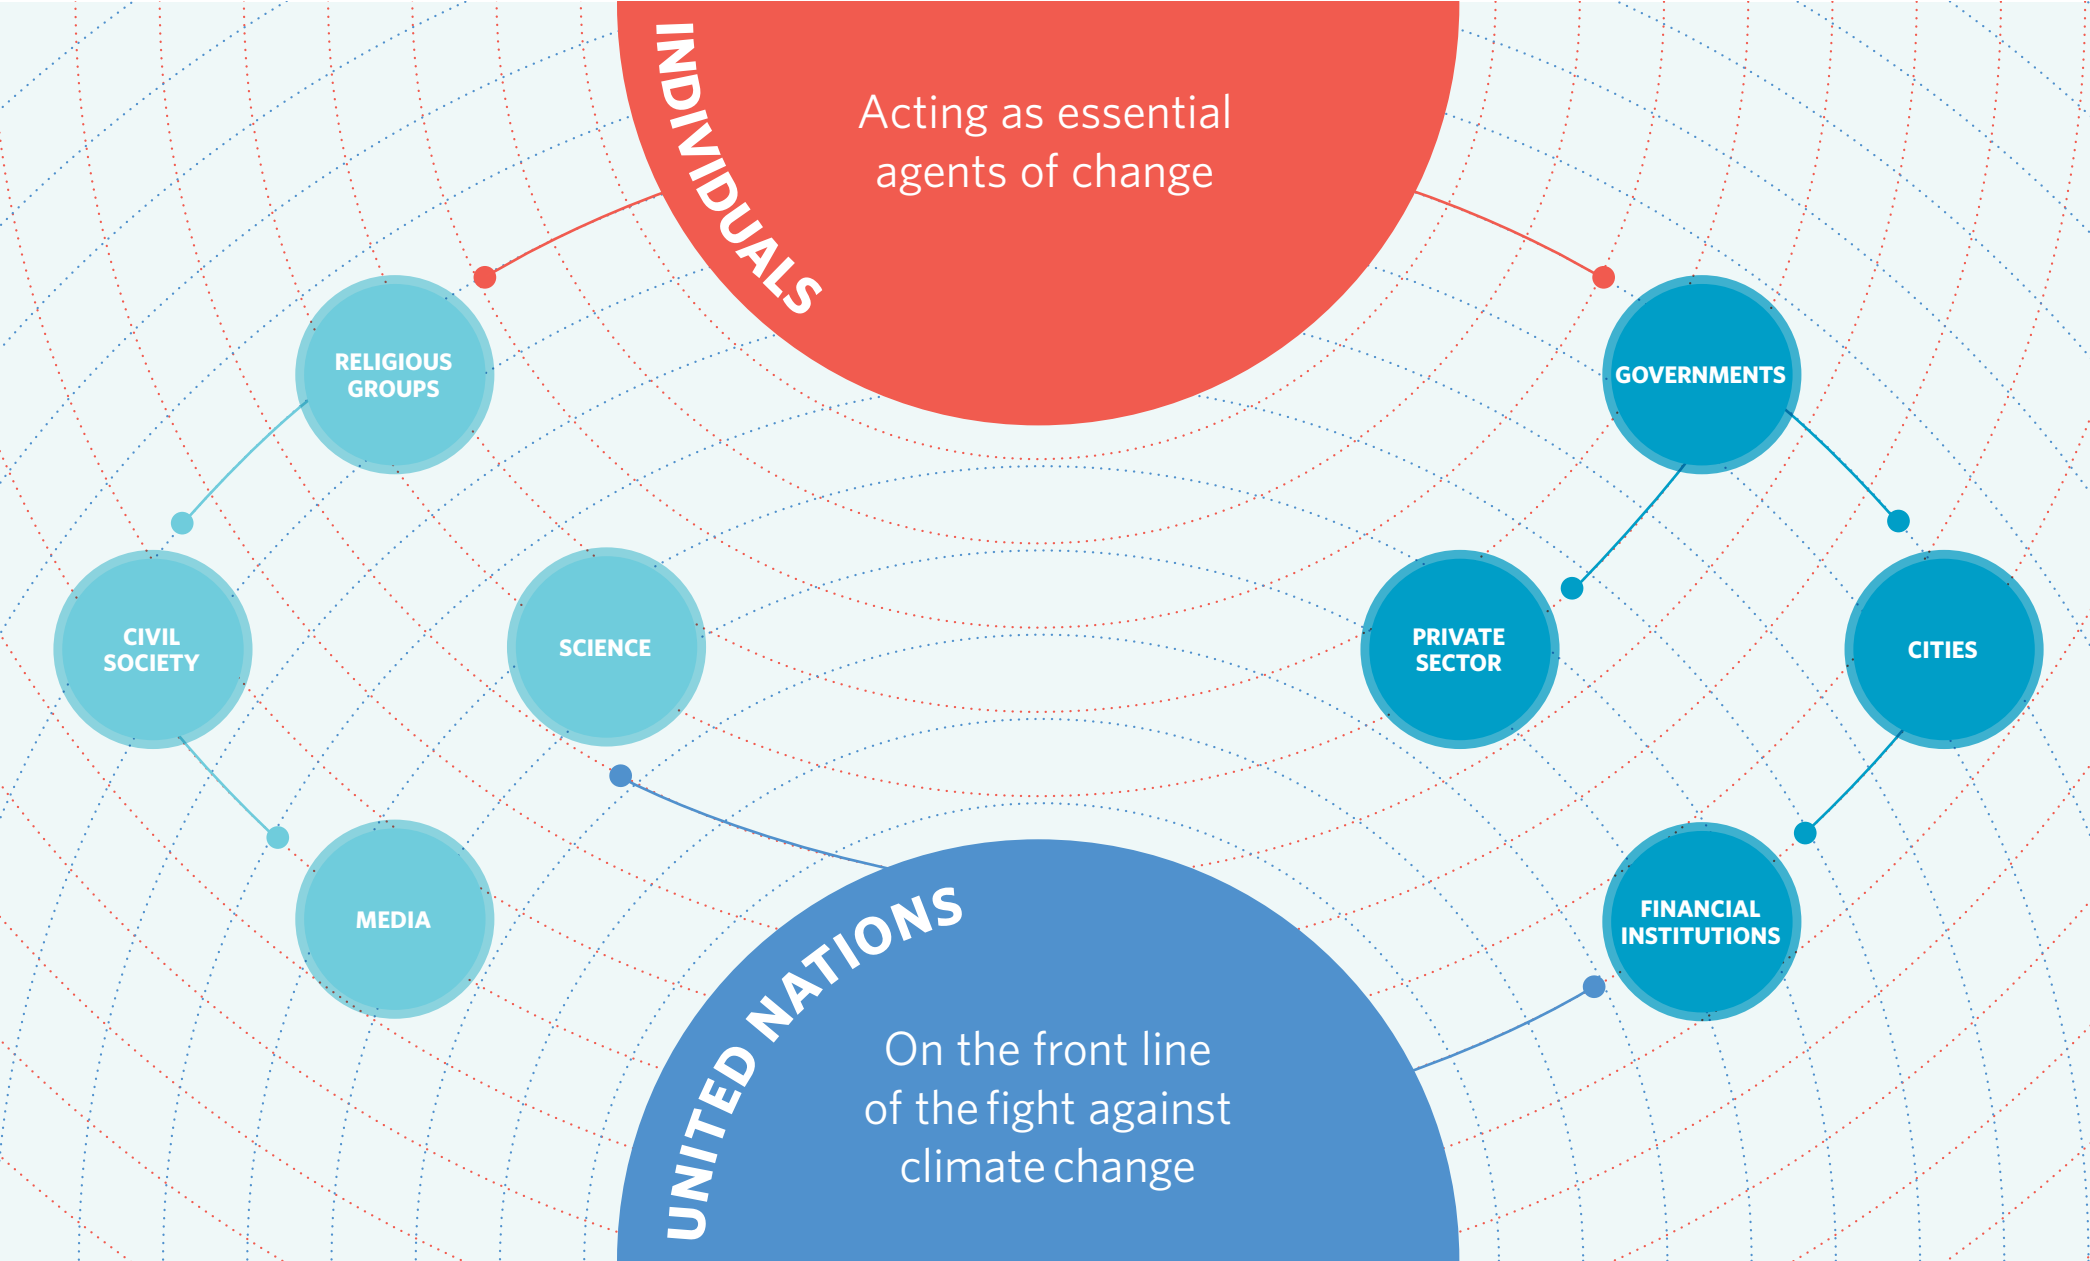 INDIVIDUALS
Acting as essential
agents of change
RELIGIOUS
GROUPS
GOVERNMENTS
CIVIL
SOCIETY
SCIENCE
PRIVATE
SECTOR
CITIES
MEDIA
FINANCIAL
INSTITUTIONS
UNITED NATIONS
On the front line
of the fight against
climate change